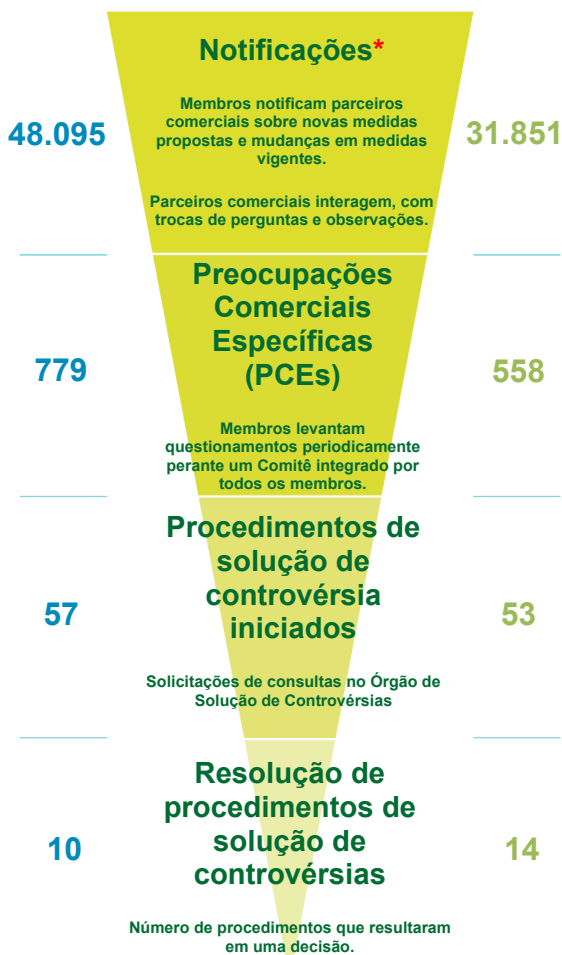 Notificações*
Membros notificam parceiros
comerciais sobre novas medidas
propostas e mudanças em medidas
vigentes.
48.095
31.851
Parceiros comerciais interagem, com
trocas de perguntas e observações.
Preocupações
Comerciais
Específicas
(PCEs)
779
558
Membros levantam
questionamentos periodicamente
perante um Comitê integrado por
todos os membros.
Procedimentos de
solução de
controvérsia
iniciados
57
53
Solicitações de consultas no Órgão de
Solução de Controvérsias
Resolução de
procedimentos de
solução de
controvérsias
10
14
Número de procedimentos que resultaram
em uma decisão.